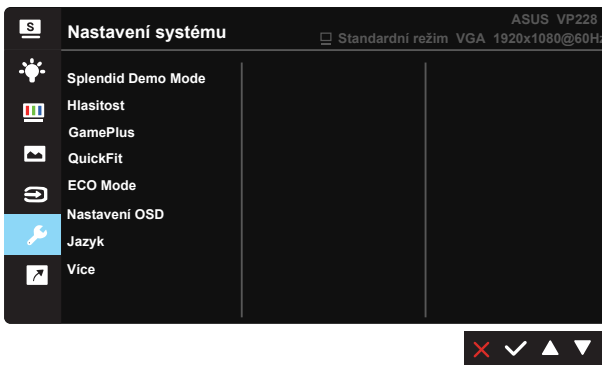 S
Nastavení systému
ASUS VP228
Standardní režim VGA 1920x1080@60Hz
Splendid Demo Mode
Hlasitost
GamePlus
QuickFit
ECO Mode
Nastavení OSD
Jazyk
Více